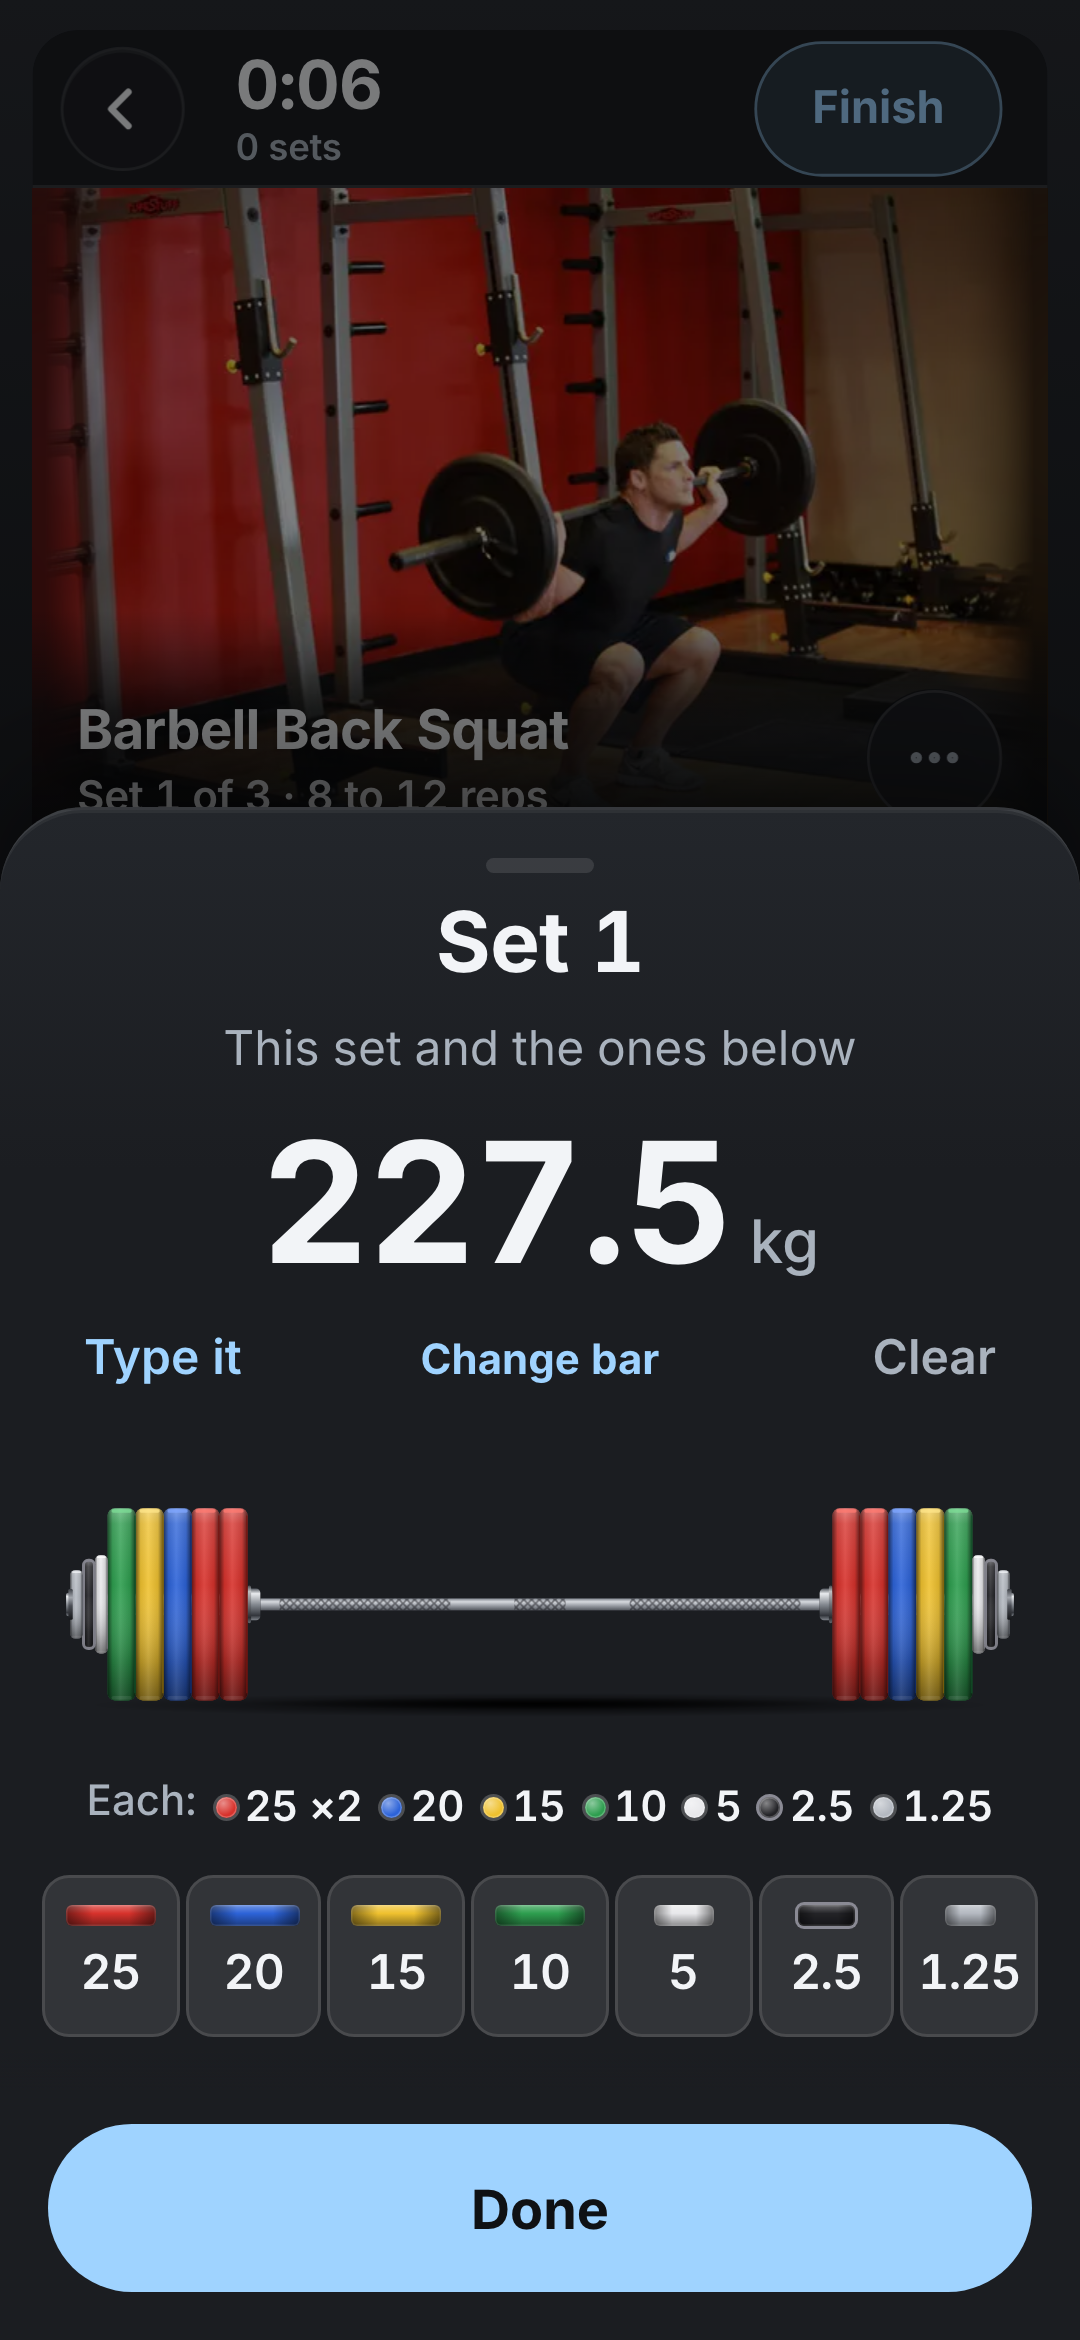 0:06
0 sets
Finish
Barbell Back Squat
Set 1 of 3 · 8 to 12 reps
Set 1
This set and the ones below
227.5 kg
Type it
Change bar
Clear
Each: 25 ×2 20 15 10 5 2.5 1.25
25 20 15 10 5 2.5 1.25
Done